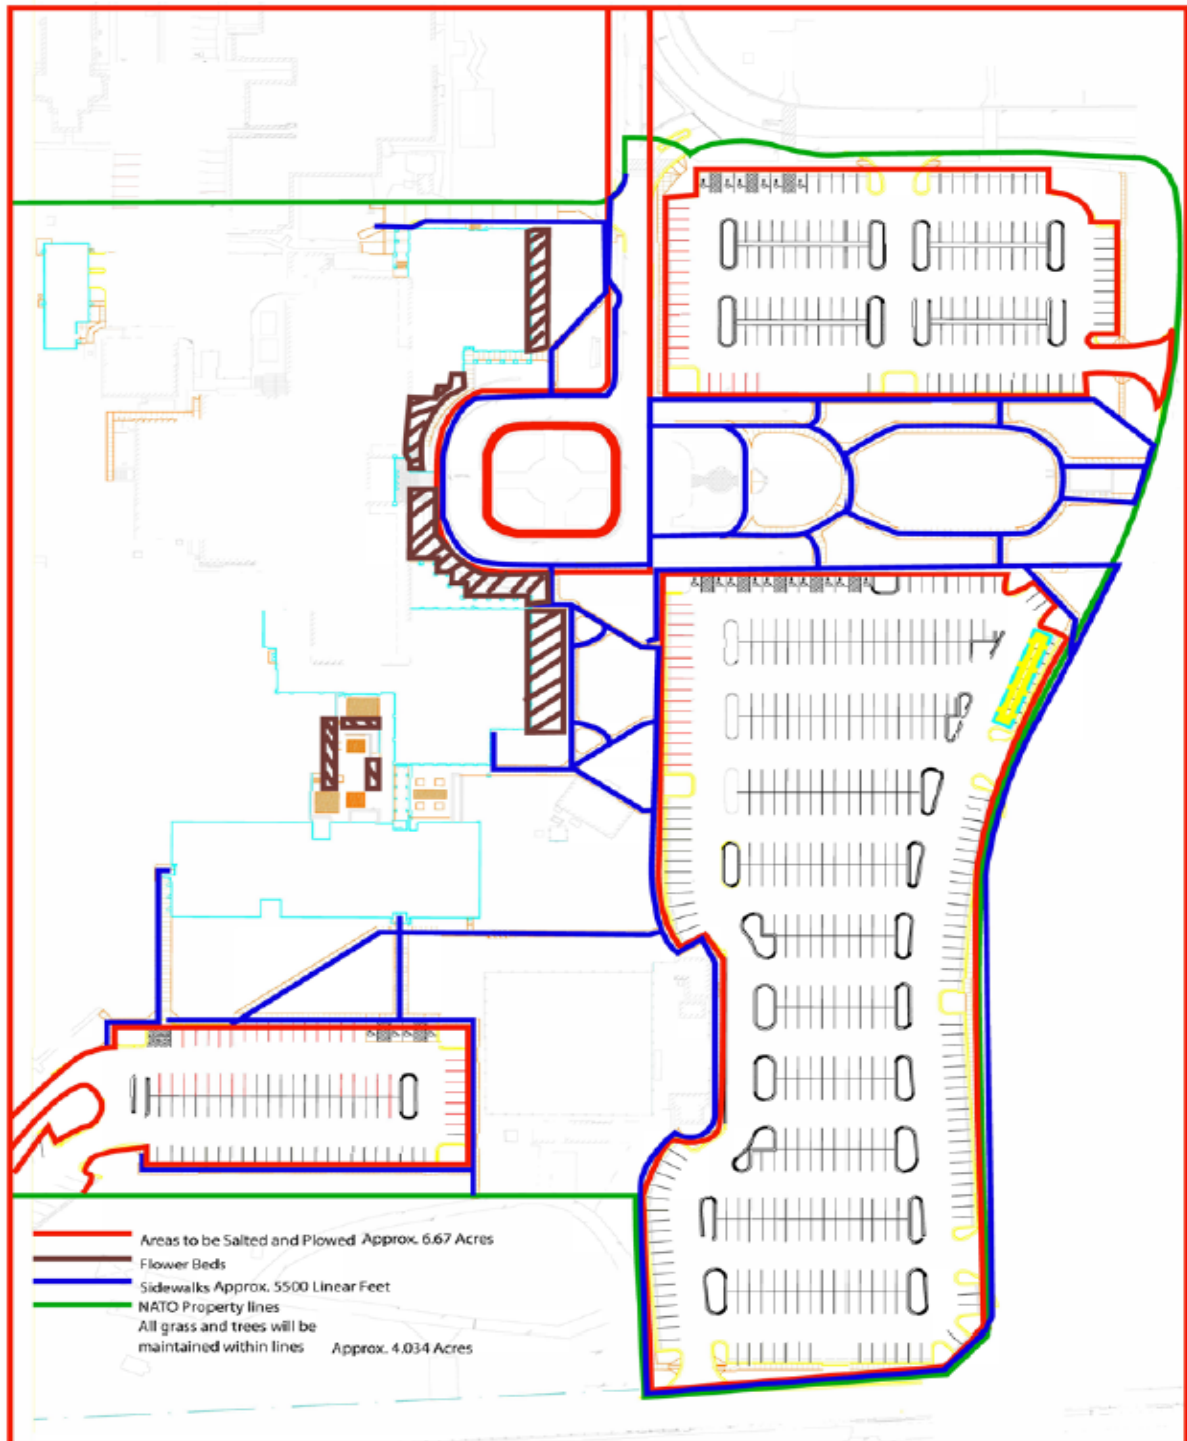 Areas to be Salted and Plowed Approx. 6.67 Acres
Flower Beds
Sidewalks Approx. 5500 Linear Feet
NATO Property lines
All grass and trees will be
maintained within lines Approx. 4.034 Acres